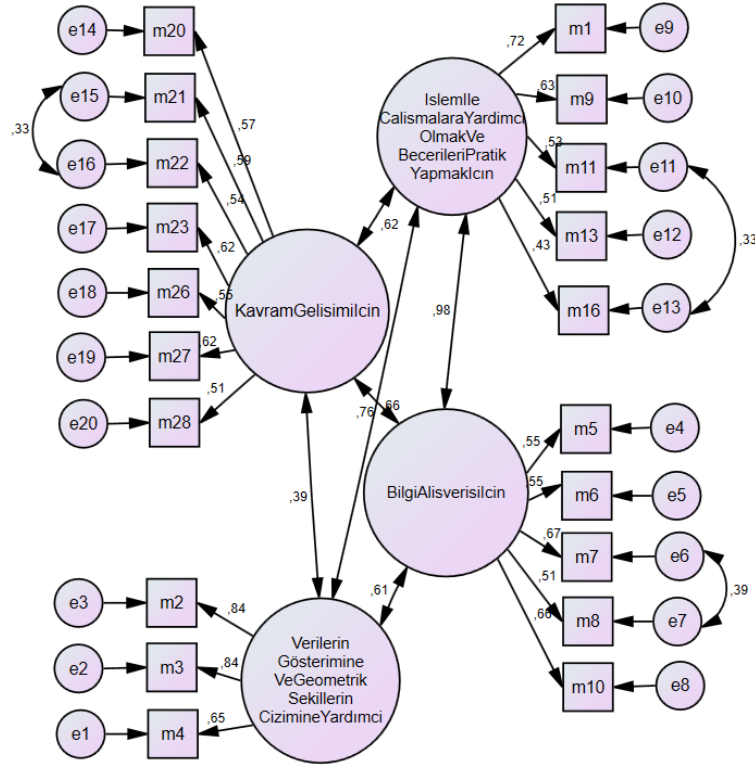 e14
m20
e15
m21
,33
e16
m22
e17
m23
e18
m26
e19
m27
e20
m28
,57
,59
,54
,62
,55
,62
,51
KavramGelisimiIcin
IslemIle
CalismalaraYardimcı
OlmakVe
BecerileriPratik
YapmakIcın
,72
,63
,53
,51
,43
m1
e9
m9
e10
m11
e11
m13
e12
m16
e13
,33
,62
,98
,76
,66
,39
,61
BilgiAlisverisiIcin
,55
,55
,67
,51
,66
m5
e4
m6
e5
m7
e6
m8
e7
,39
m10
e8
e3
m2
e2
m3
e1
m4
,84
,84
,65
Verilerin
Gösterimine
VeGeometrik
Sekillerin
CizimineYardımci